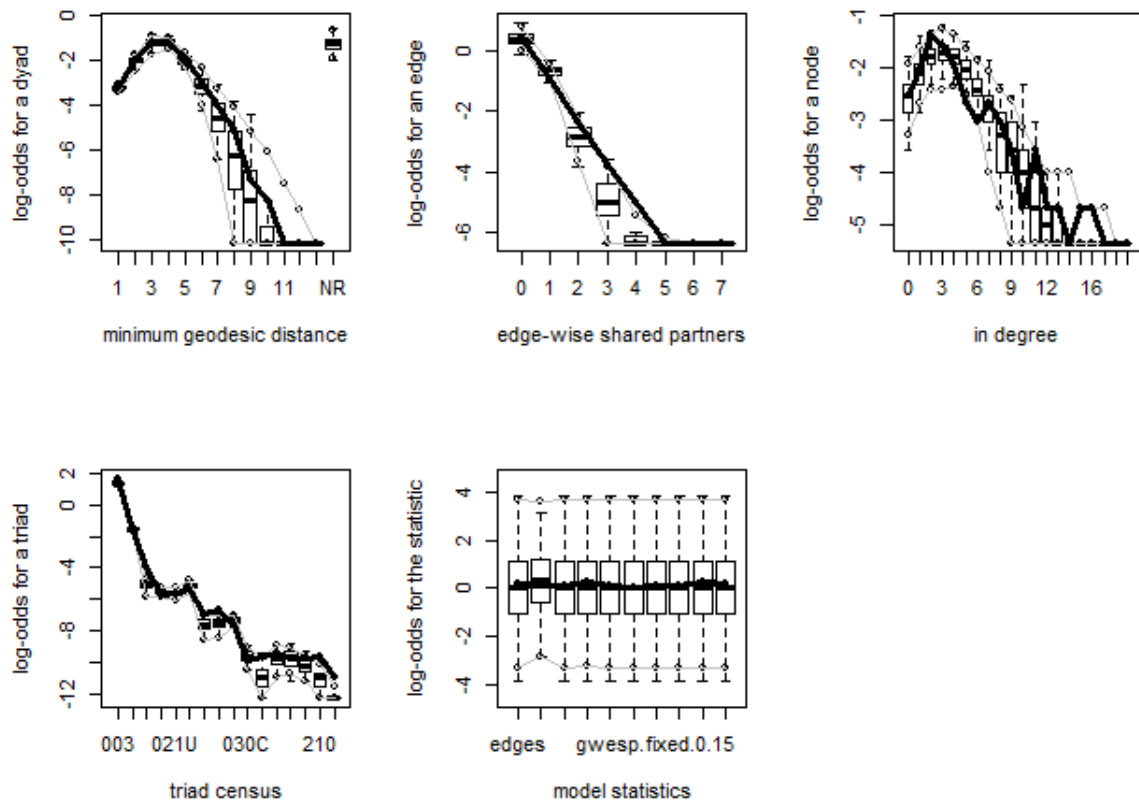 log-odds for a dyad
0
-2
-4
-6
-8
-10
1 3 5 7 9 11 NR
minimum geodesic distance
log-odds for an edge
0
-2
-4
-6
0 1 2 3 4 5 6 7
edge-wise shared partners
log-odds for a node
-1
-2
-3
-4
-5
0 3 6 9 12 16
in degree
log-odds for a triad
2
0
-4
-8
-12
003 021U 030C 210
triad census
log-odds for the statistic
4
2
0
-2
-4
edges gwesp.fixed.0.15
model statistics